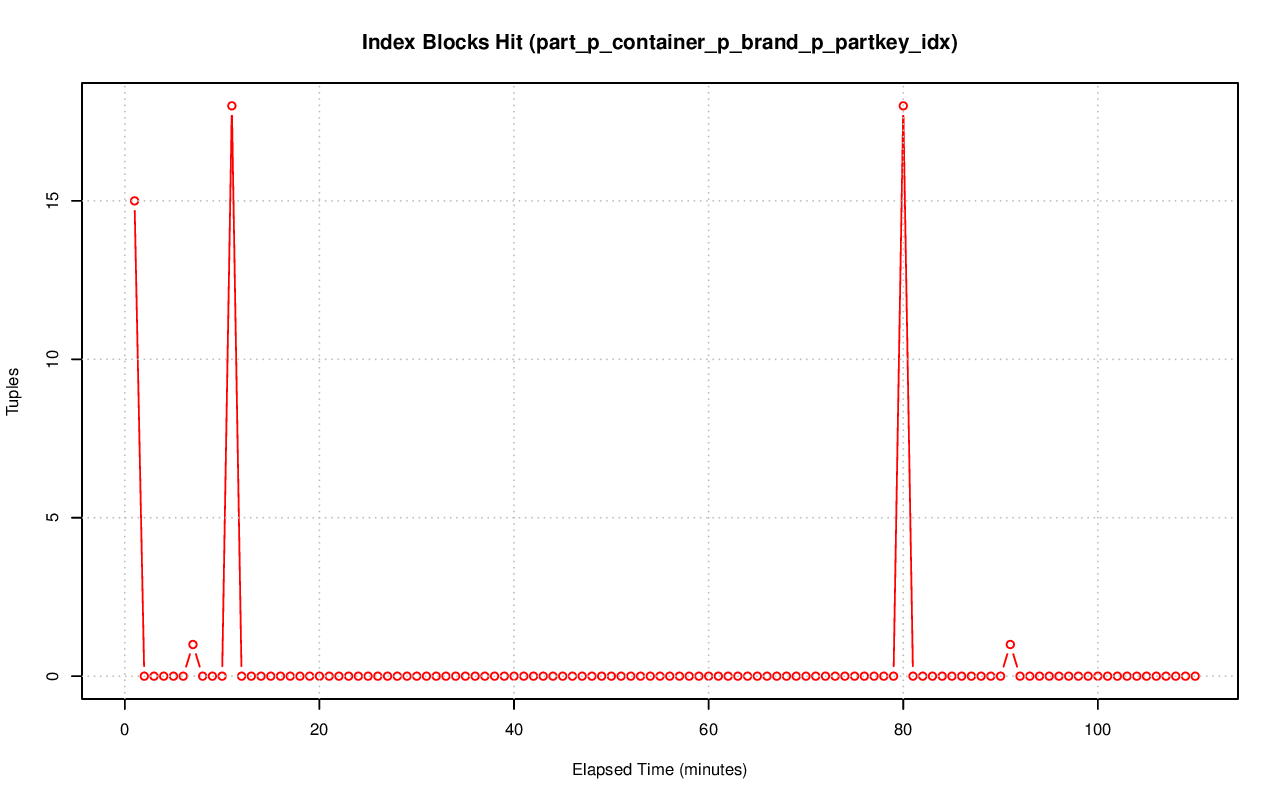 Index Blocks Hit (part_p_container_p_brand_p_partkey_idx)
Tuples
15
10
5
0
0 20 40 60 80 100
Elapsed Time (minutes)